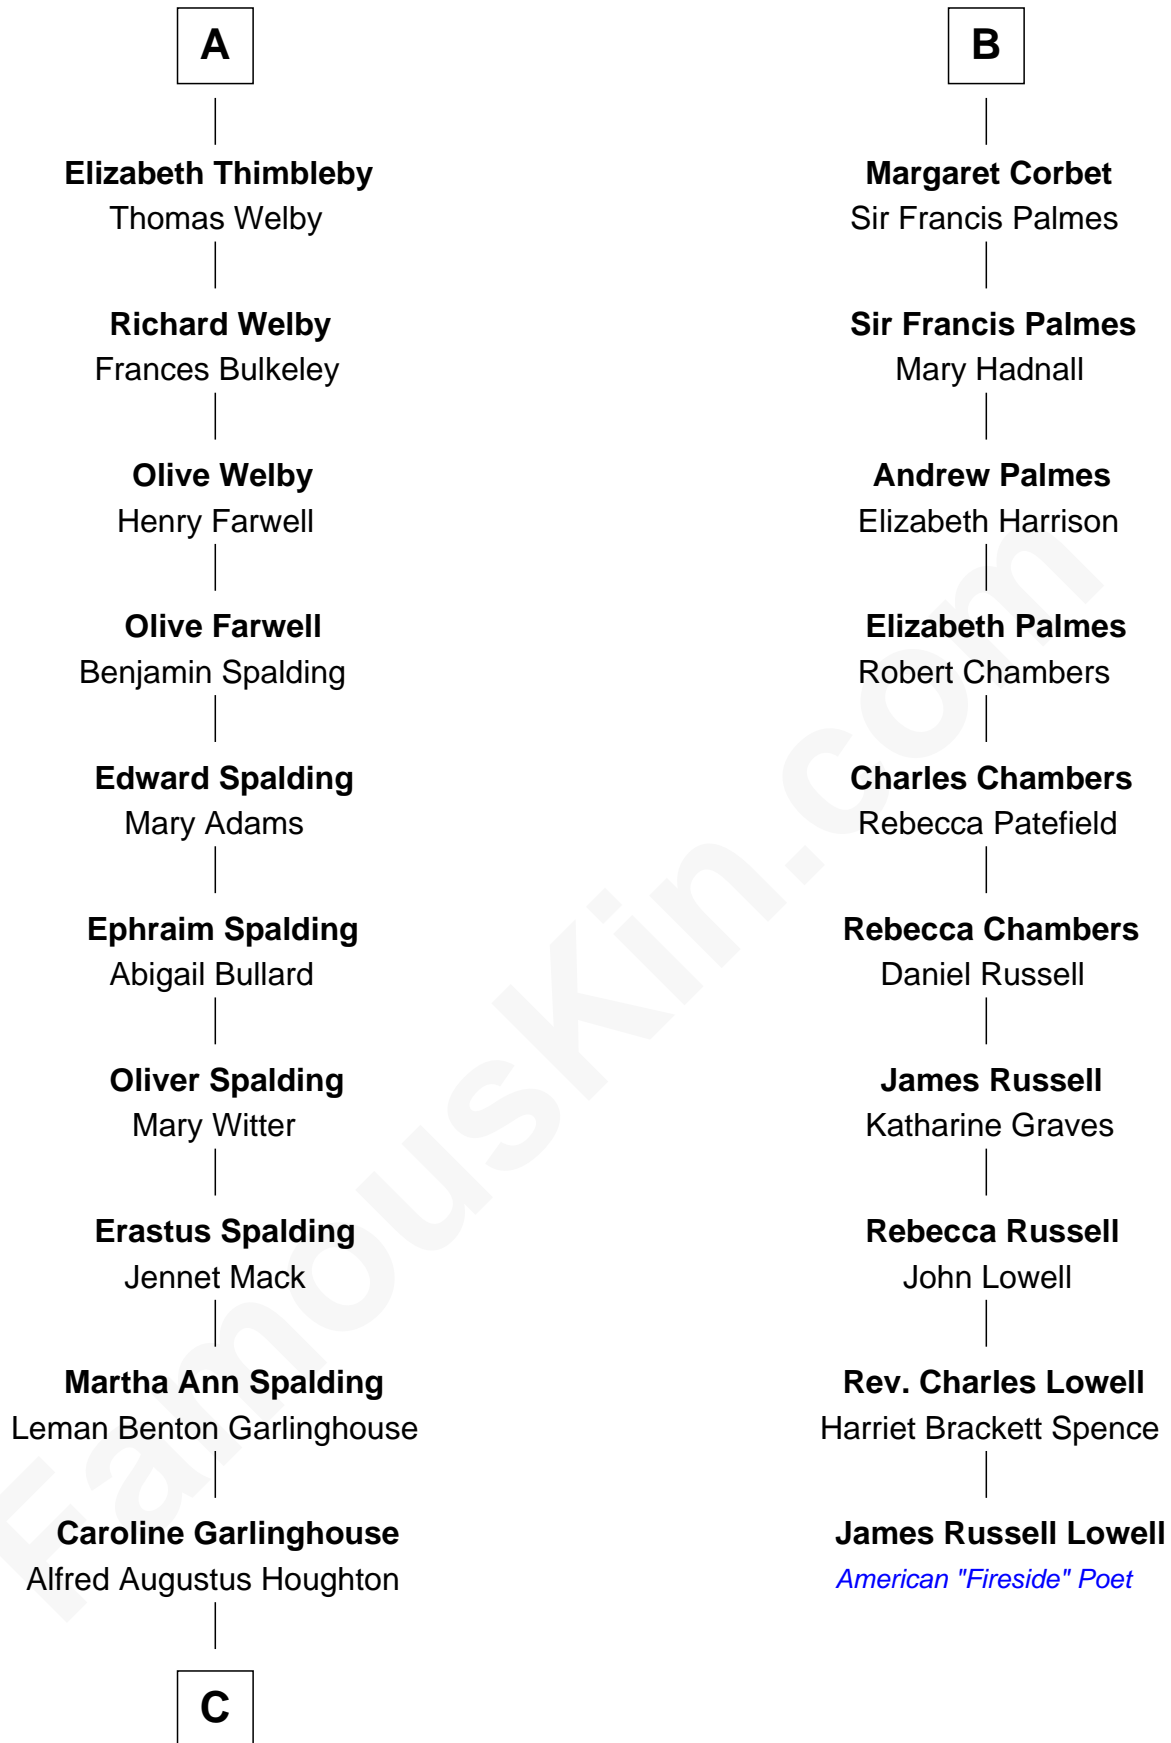 A
Elizabeth Thimbleby
Thomas Welby
Richard Welby
Frances Bulkeley
Olive Welby
Henry Farwell
Olive Farwell
Benjamin Spalding
Edward Spalding
Mary Adams
Ephraim Spalding
Abigail Bullard
Oliver Spalding
Mary Witter
Erastus Spalding
Jennet Mack
Martha Ann Spalding
Leman Benton Garlinghouse
Caroline Garlinghouse
Alfred Augustus Houghton
C
B
Margaret Corbet
Sir Francis Palmes
Sir Francis Palmes
Mary Hadnall
Andrew Palmes
Elizabeth Harrison
Elizabeth Palmes
Robert Chambers
Charles Chambers
Rebecca Patefield
Rebecca Chambers
Daniel Russell
James Russell
Katharine Graves
Rebecca Russell
John Lowell
Rev. Charles Lowell
Harriet Brackett Spence
James Russell Lowell
American "Fireside" Poet
FamousKin.com